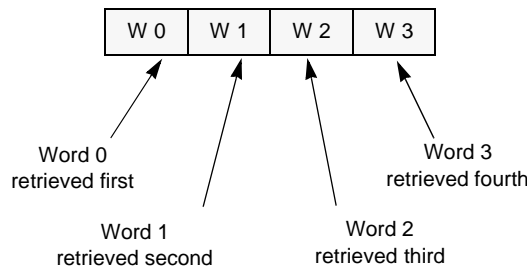 W 0 W 1 W 2 W 3
Word 0
retrieved first
Word 3
retrieved fourth
Word 1
retrieved second
Word 2
retrieved third